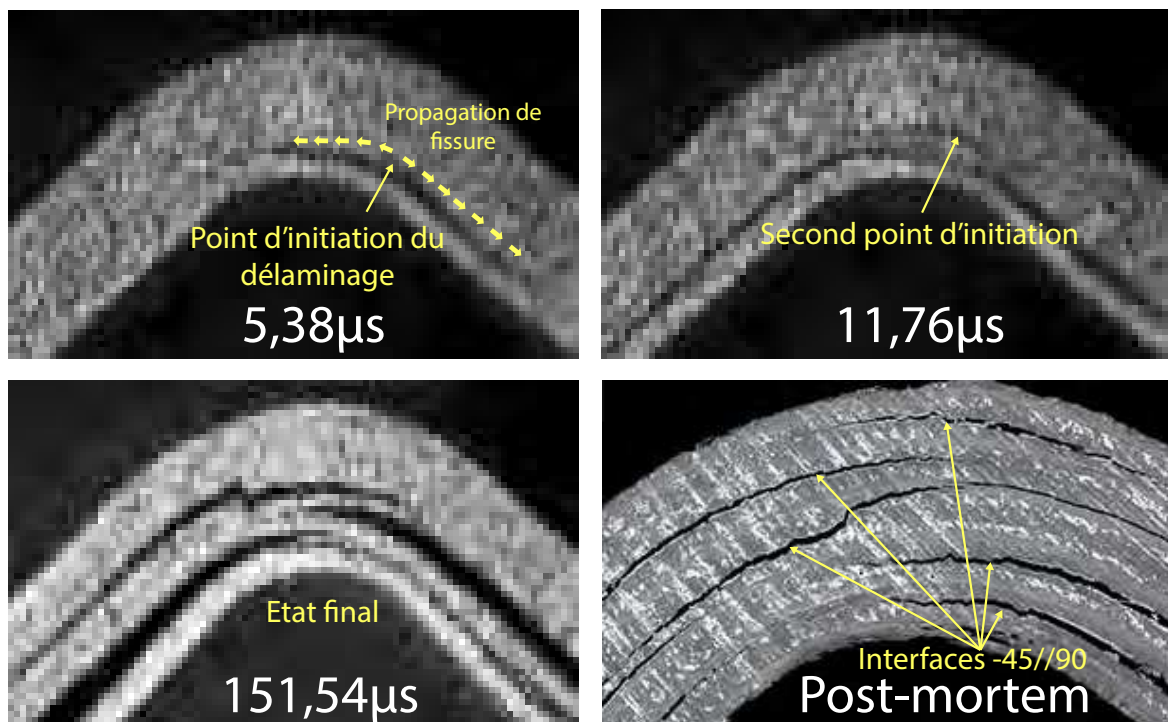 Propagation de
fissure
Point d'initiation du
délaminage
5,38µs
Second point d'initiation
11,76µs
Etat final
151,54µs
Interfaces -45//90
Post-mortem